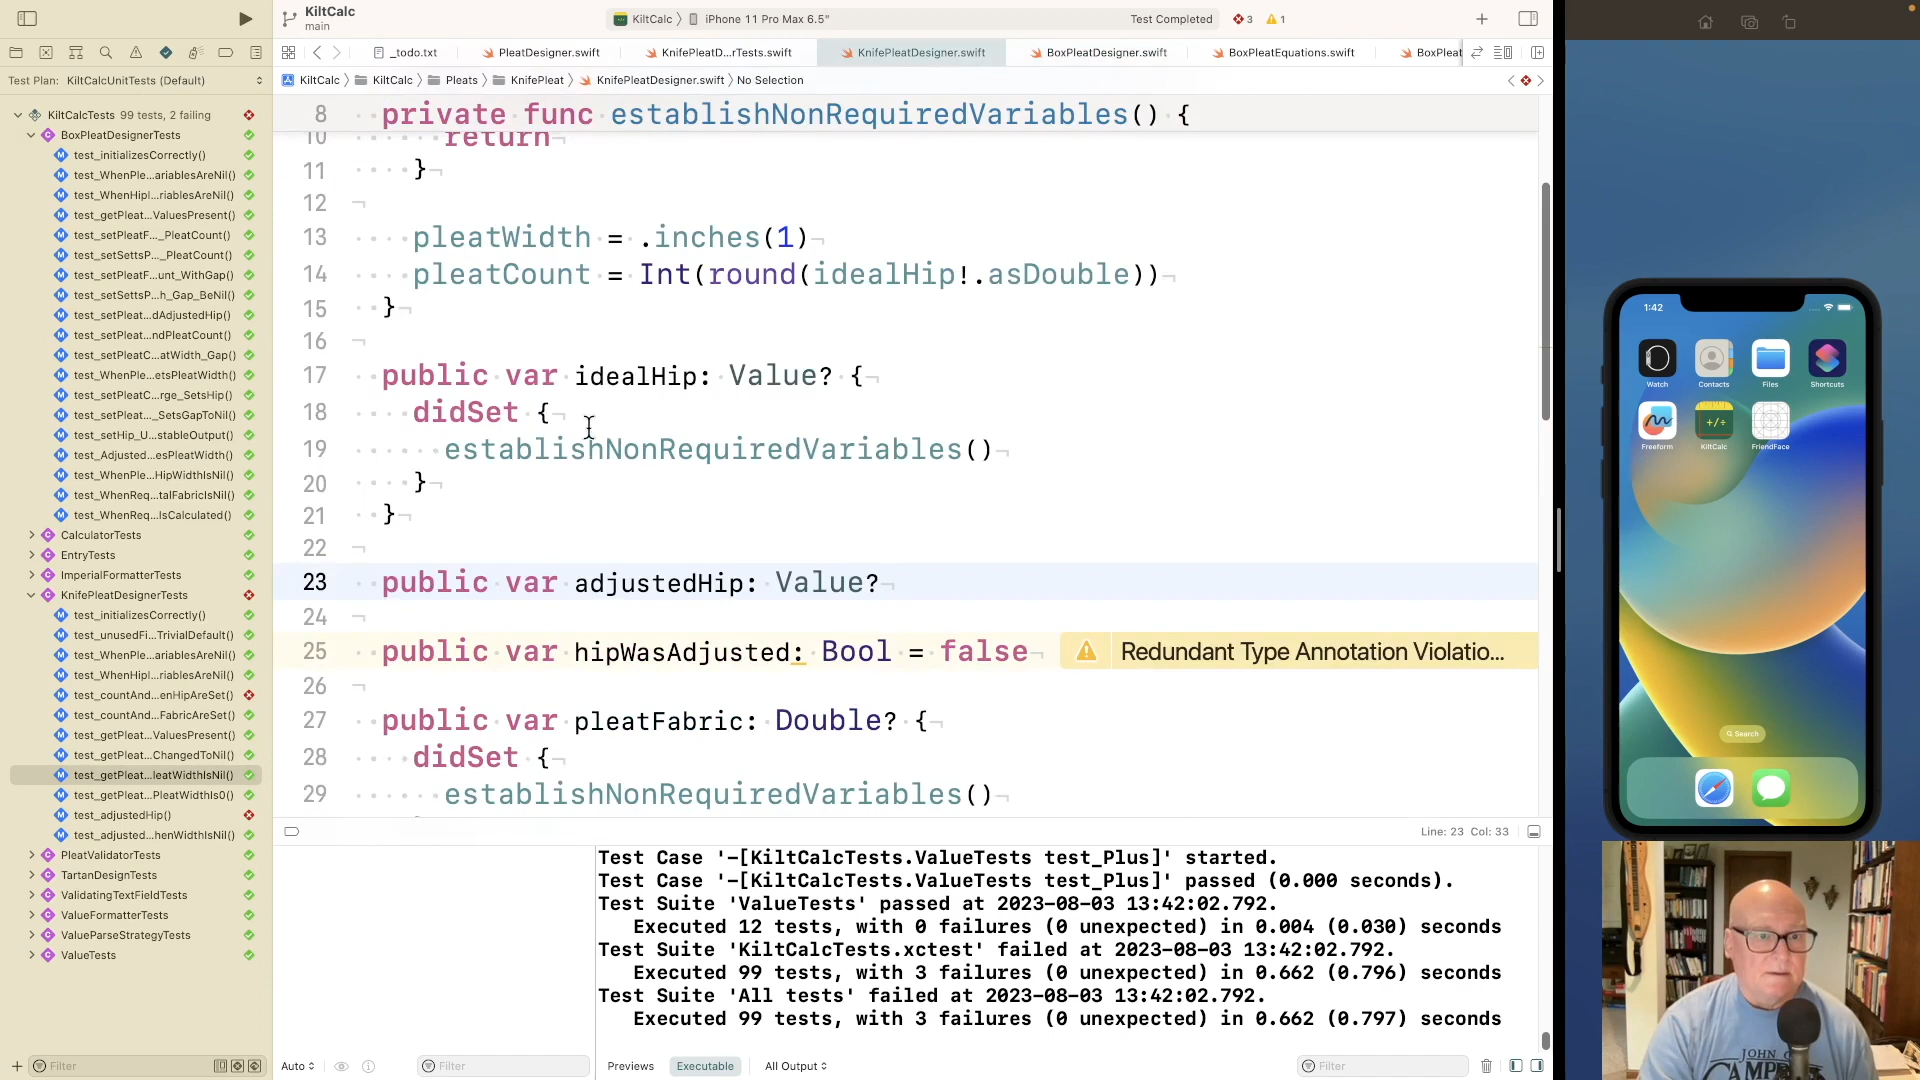 KiltCalc
main
KiltCalc
iPhone 11 Pro Max 6.5"
Test Completed
3
1
_todo.txt
PleatDesigner.swift
KnifePleatD...rTests.swift
KnifePleatDesigner.swift
BoxPleatDesigner.swift
BoxPleatEquations.swift
BoxPleat
Test Plan: KiltCalcUnitTests (Default)
KiltCalc
KiltCalc
Pleats
KnifePleat
KnifePleatDesigner.swift
No Selection
KiltCalcTests 99 tests, 2 failing
BoxPleatDesignerTests
test_initializesCorrectly()
test_WhenPle...ariablesAreNil()
test_WhenHipI...riablesAreNil()
test_getPleat...ValuesPresent()
test_setPleatF..._PleatCount()
test_setSettsP..._PleatCount()
test_setPleatF...unt_WithGap()
test_setSettsP...h_Gap_BeNil()
test_setPleat...dAdjustedHip()
test_setPleat...ndPleatCount()
test_setPleatC...atWidth_Gap()
test_WhenPle...etsPleatWidth()
test_setPleatC...rge_SetsHip()
test_setPleat..._SetsGapToNil()
test_setHip_U...stableOutput()
test_Adjusted...esPleatWidth()
test_WhenPle...HipWidthIsNil()
test_WhenReq...talFabricIsNil()
test_WhenReq...IsCalculated()
CalculatorTests
EntryTests
ImperialFormatterTests
KnifePleatDesignerTests
test_initializesCorrectly()
test_unusedFi...TrivialDefault()
test_WhenPle...ariablesAreNil()
test_WhenHipI...riablesAreNil()
test_countAnd...enHipAreSet()
test_countAnd...FabricAreSet()
test_getPleat...ValuesPresent()
test_getPleat...ChangedToNil()
test_getPleat...leatWidthIsNil()
test_getPleat...PleatWidthIs0()
test_adjustedHip()
test_adjusted...henWidthIsNil()
PleatValidatorTests
TartanDesignTests
ValidatingTextFieldTests
ValueFormatterTests
ValueParseStrategyTests
ValueTests
Filter
8 private func establishNonRequiredVariables() {
10 return
11 }
12
13 pleatWidth = .inches(1)
14 pleatCount = Int(round(idealHip!.asDouble))
15 }
16
17 public var idealHip: Value? {
18 didSet {
19 establishNonRequiredVariables()
20 }
21 }
22
23 public var adjustedHip: Value?
24
25 public var hipWasAdjusted: Bool = false
Redundant Type Annotation Violatio...
26
27 public var pleatFabric: Double? {
28 didSet {
29 establishNonRequiredVariables()
Line: 23 Col: 33
Test Case '-[KiltCalcTests.ValueTests test_Plus]' started.
Test Case '-[KiltCalcTests.ValueTests test_Plus]' passed (0.000 seconds).
Test Suite 'ValueTests' passed at 2023-08-03 13:42:02.792.
Executed 12 tests, with 0 failures (0 unexpected) in 0.004 (0.030) seconds
Test Suite 'KiltCalcTests.xctest' failed at 2023-08-03 13:42:02.792.
Executed 99 tests, with 3 failures (0 unexpected) in 0.662 (0.796) seconds
Test Suite 'All tests' failed at 2023-08-03 13:42:02.792.
Executed 99 tests, with 3 failures (0 unexpected) in 0.662 (0.797) seconds
Auto
Filter
Previews
Executable
All Output
Filter
1:42
Watch
Contacts
Files
Shortcuts
+/÷
Freeform
KiltCalc
FriendFace
Search
JOHN
CAMP